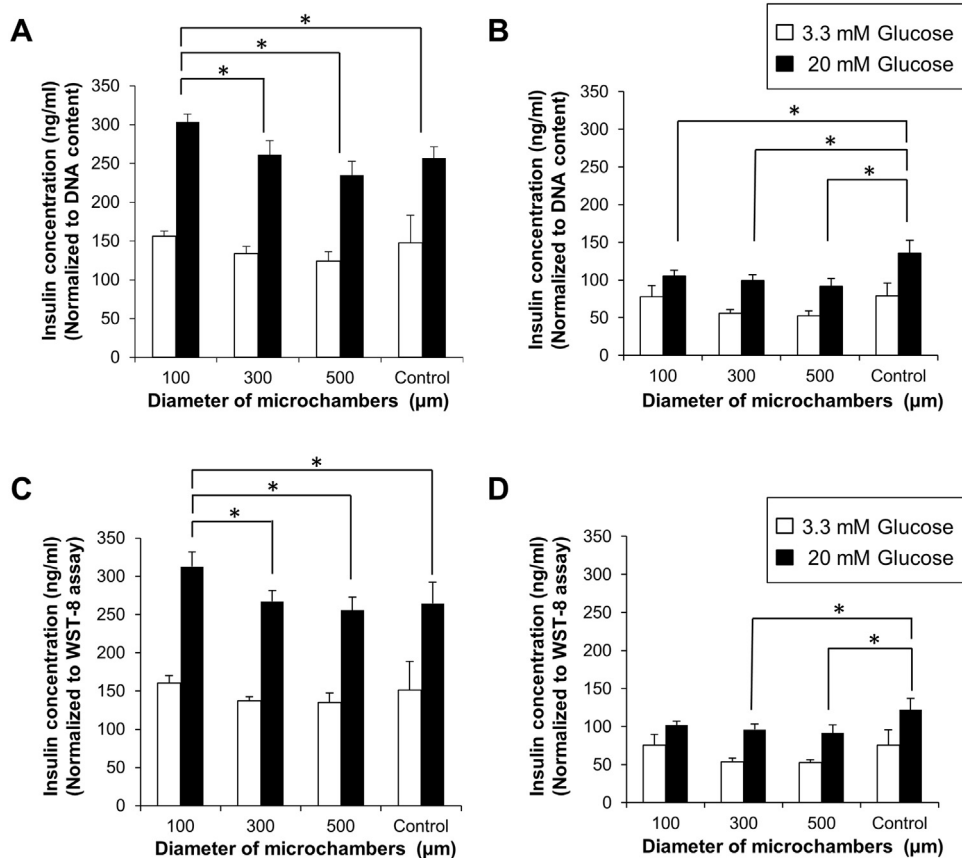 A
*
*
*
Insulin concentration (ng/ml)
(Normalized to DNA content)
350
300
250
200
150
100
50
0
100 300 500 Control
Diameter of microchambers (µm)
B
3.3 mM Glucose
20 mM Glucose
*
*
*
Insulin concentration (ng/ml)
(Normalized to DNA content)
350
300
250
200
150
100
50
0
100 300 500 Control
Diameter of microchambers (µm)
C
*
*
*
Insulin concentration (ng/ml)
(Normalized to WST-8 assay)
350
300
250
200
150
100
50
0
100 300 500 Control
Diameter of microchambers (µm)
D
3.3 mM Glucose
20 mM Glucose
*
*
Insulin concentration (ng/ml)
(Normalized to WST-8 assay)
350
300
250
200
150
100
50
0
100 300 500 Control
Diameter of microchambers (µm)